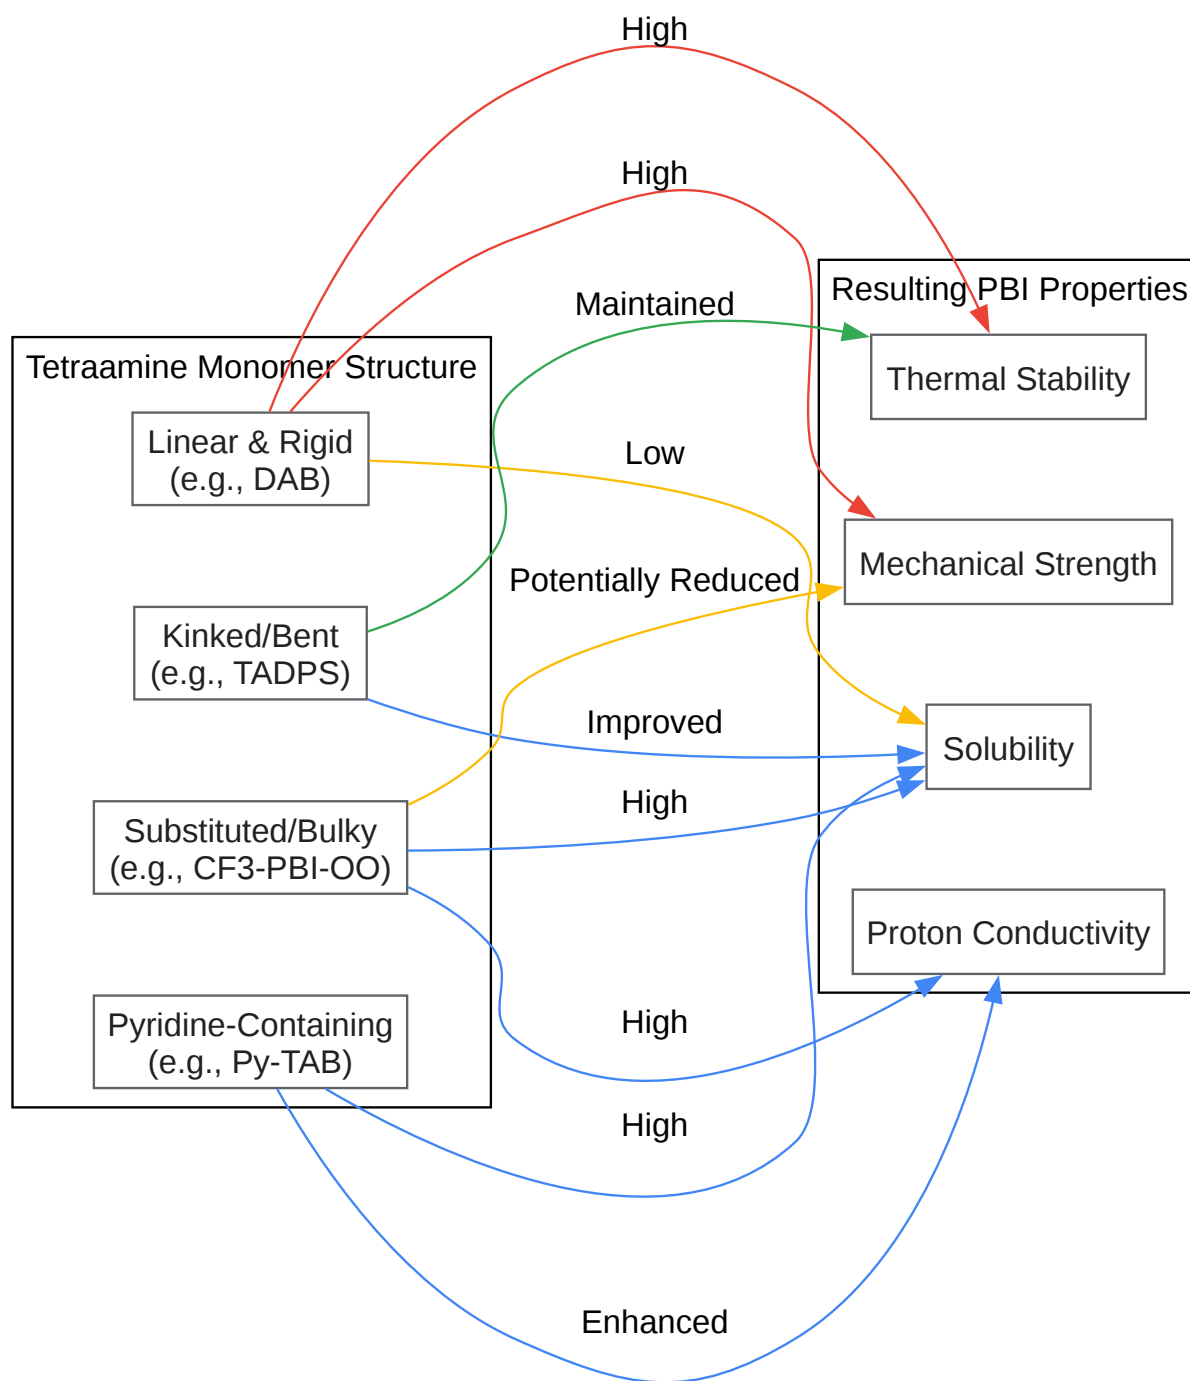 High
High
Resulting PBI Properties
Maintained
Tetraamine Monomer Structure
Thermal Stability
Linear & Rigid
(e.g., DAB)
Low
Mechanical Strength
Potentially Reduced
Kinked/Bent
(e.g., TADPS)
Improved
Solubility
High
Substituted/Bulky
(e.g., CF3-PBI-OO)
Proton Conductivity
High
Pyridine-Containing
(e.g., Py-TAB)
High
Enhanced